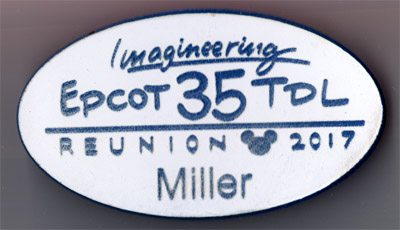 Imagineering
EPCOT 35 TDL
REUNION 2017
Miller